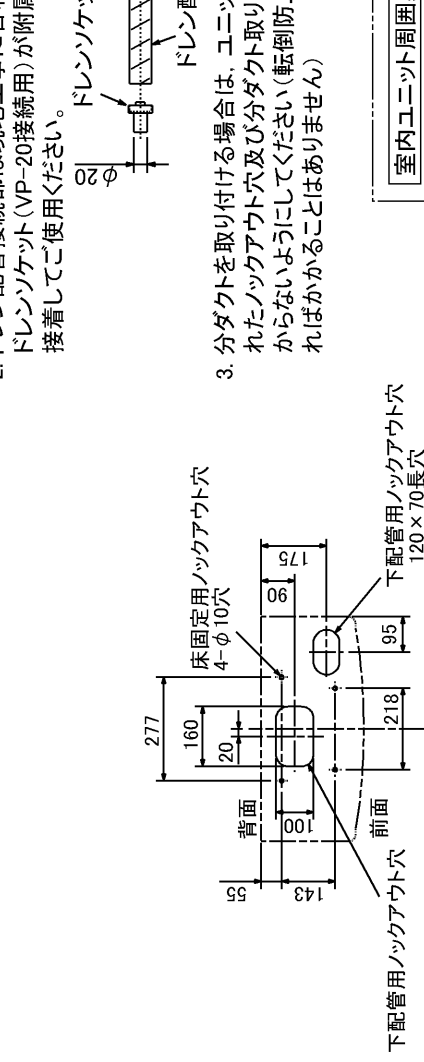 ドレンソケット(VP-20接続用)が附属
接着してご使用ください。
ドレンソケッ
φ20
ドレン配
3. 分ダクトを取り付ける場合は、ユニッ
れたノックアウト穴及び分ダクト取り
からないようにしてください(転倒防
ればかかることはありません)
室内ユニット周囲
床固定用ノックアウト穴
4-φ10穴
277
160
20
背面
100
55
143
前面
90
175
95
218
下配管用ノックアウト穴
120×70長穴
下配管用ノックアウト穴